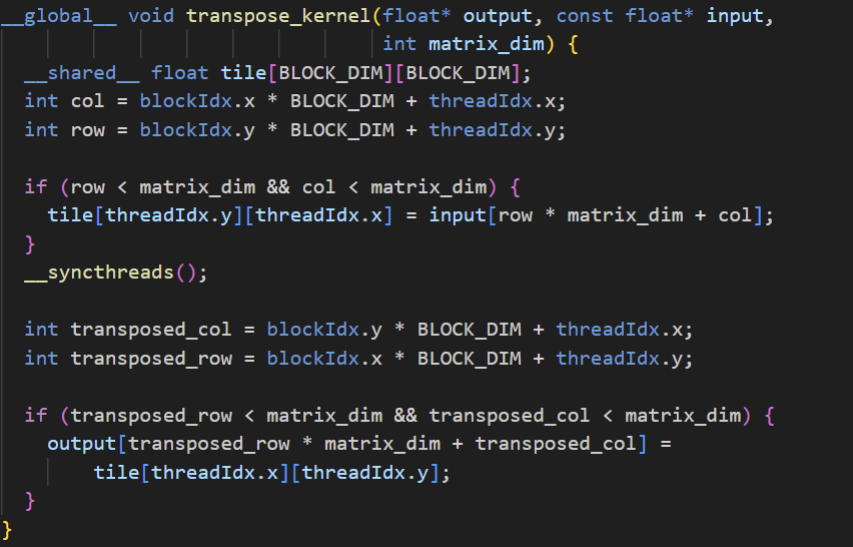 __global__ void transpose_kernel(float* output, const float* input,
                                 int matrix_dim) {
  __shared__ float tile[BLOCK_DIM][BLOCK_DIM];
  int col = blockIdx.x * BLOCK_DIM + threadIdx.x;
  int row = blockIdx.y * BLOCK_DIM + threadIdx.y;

  if (row < matrix_dim && col < matrix_dim) {
    tile[threadIdx.y][threadIdx.x] = input[row * matrix_dim + col];
  }
  __syncthreads();

  int transposed_col = blockIdx.y * BLOCK_DIM + threadIdx.x;
  int transposed_row = blockIdx.x * BLOCK_DIM + threadIdx.y;

  if (transposed_row < matrix_dim && transposed_col < matrix_dim) {
    output[transposed_row * matrix_dim + transposed_col] =
        tile[threadIdx.x][threadIdx.y];
  }
}